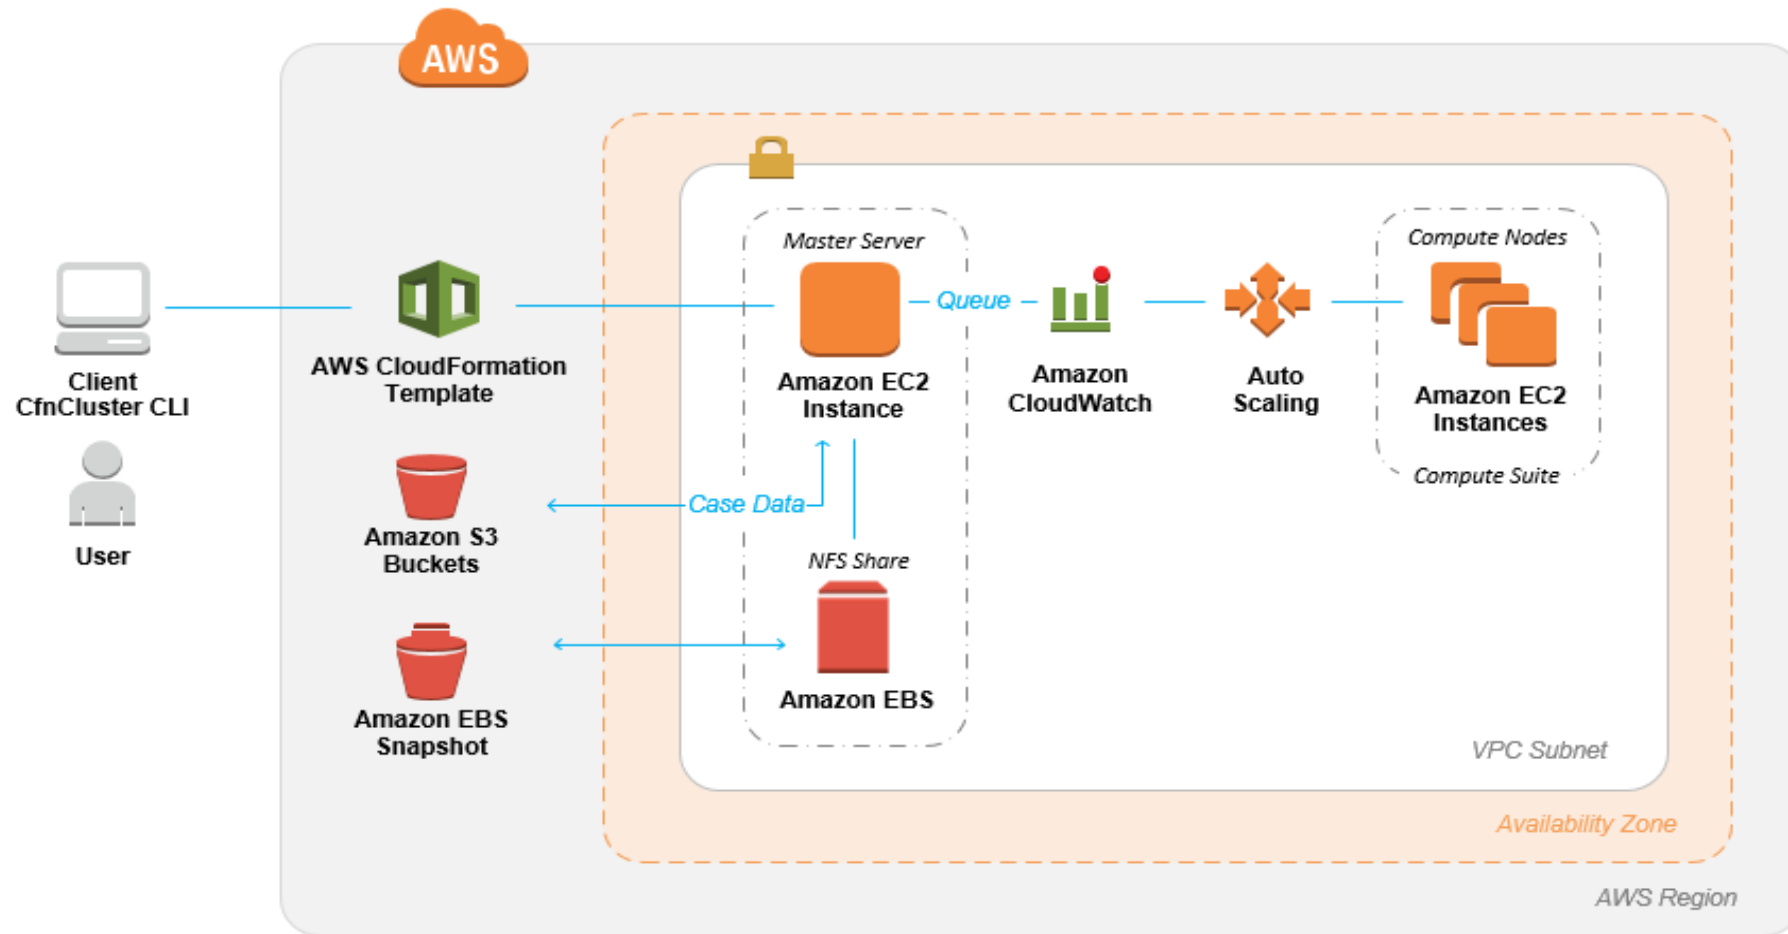 AWS
Master Server
Compute Nodes
Queue
AWS CloudFormation
Template
Client
CfnCluster CLI
Amazon EC2
Instance
Amazon
CloudWatch
Auto
Scaling
Amazon EC2
Instances
Compute Suite
Case Data
Amazon S3
Buckets
User
NFS Share
Amazon EBS
Amazon EBS
Snapshot
VPC Subnet
Availability Zone
AWS Region